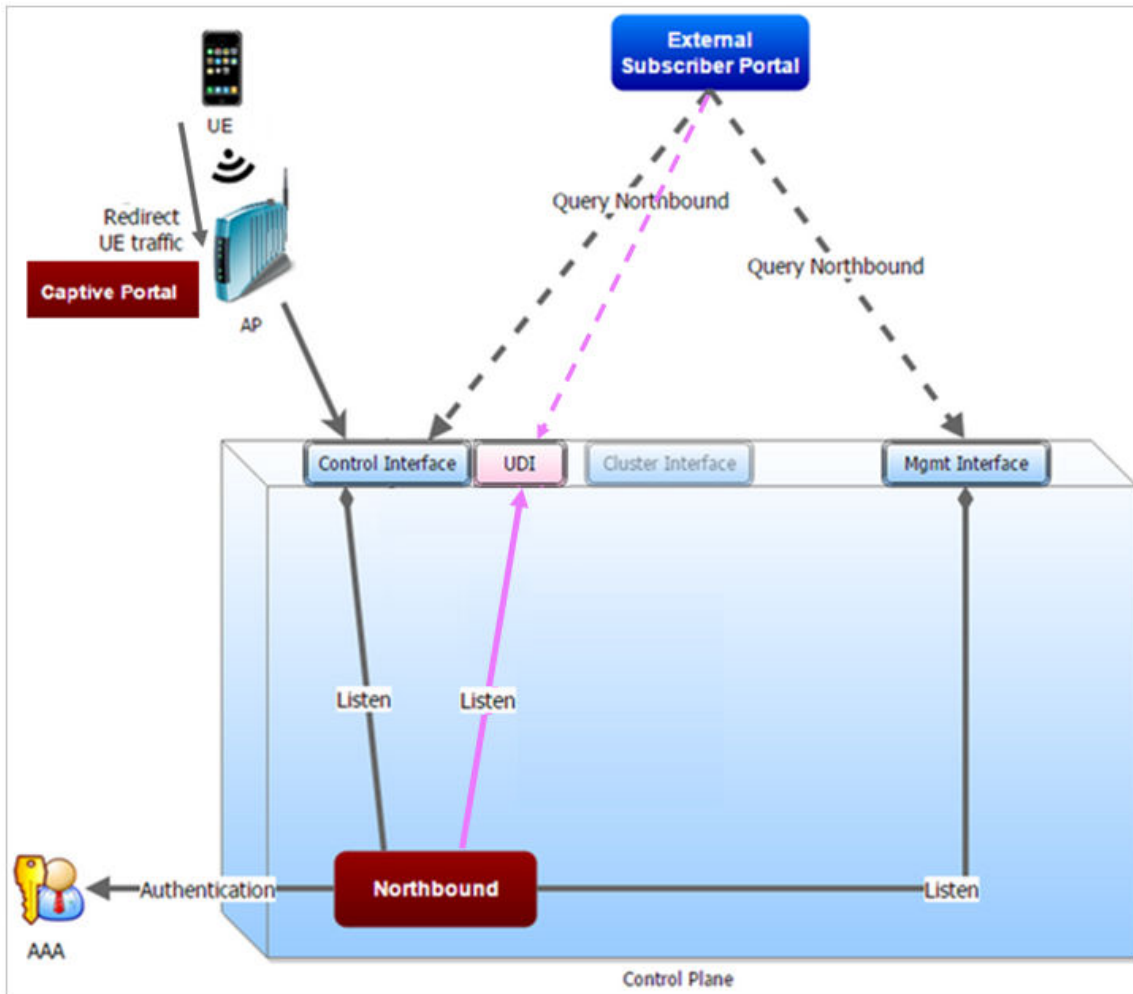 External
Subscriber Portal
UE
Redirect
UE traffic
Captive Portal
AP
Query Northbound
Query Northbound
Control Interface
UDI
Cluster Interface
Mgmt Interface
Listen
Listen
Authentication
Northbound
Listen
AAA
Control Plane